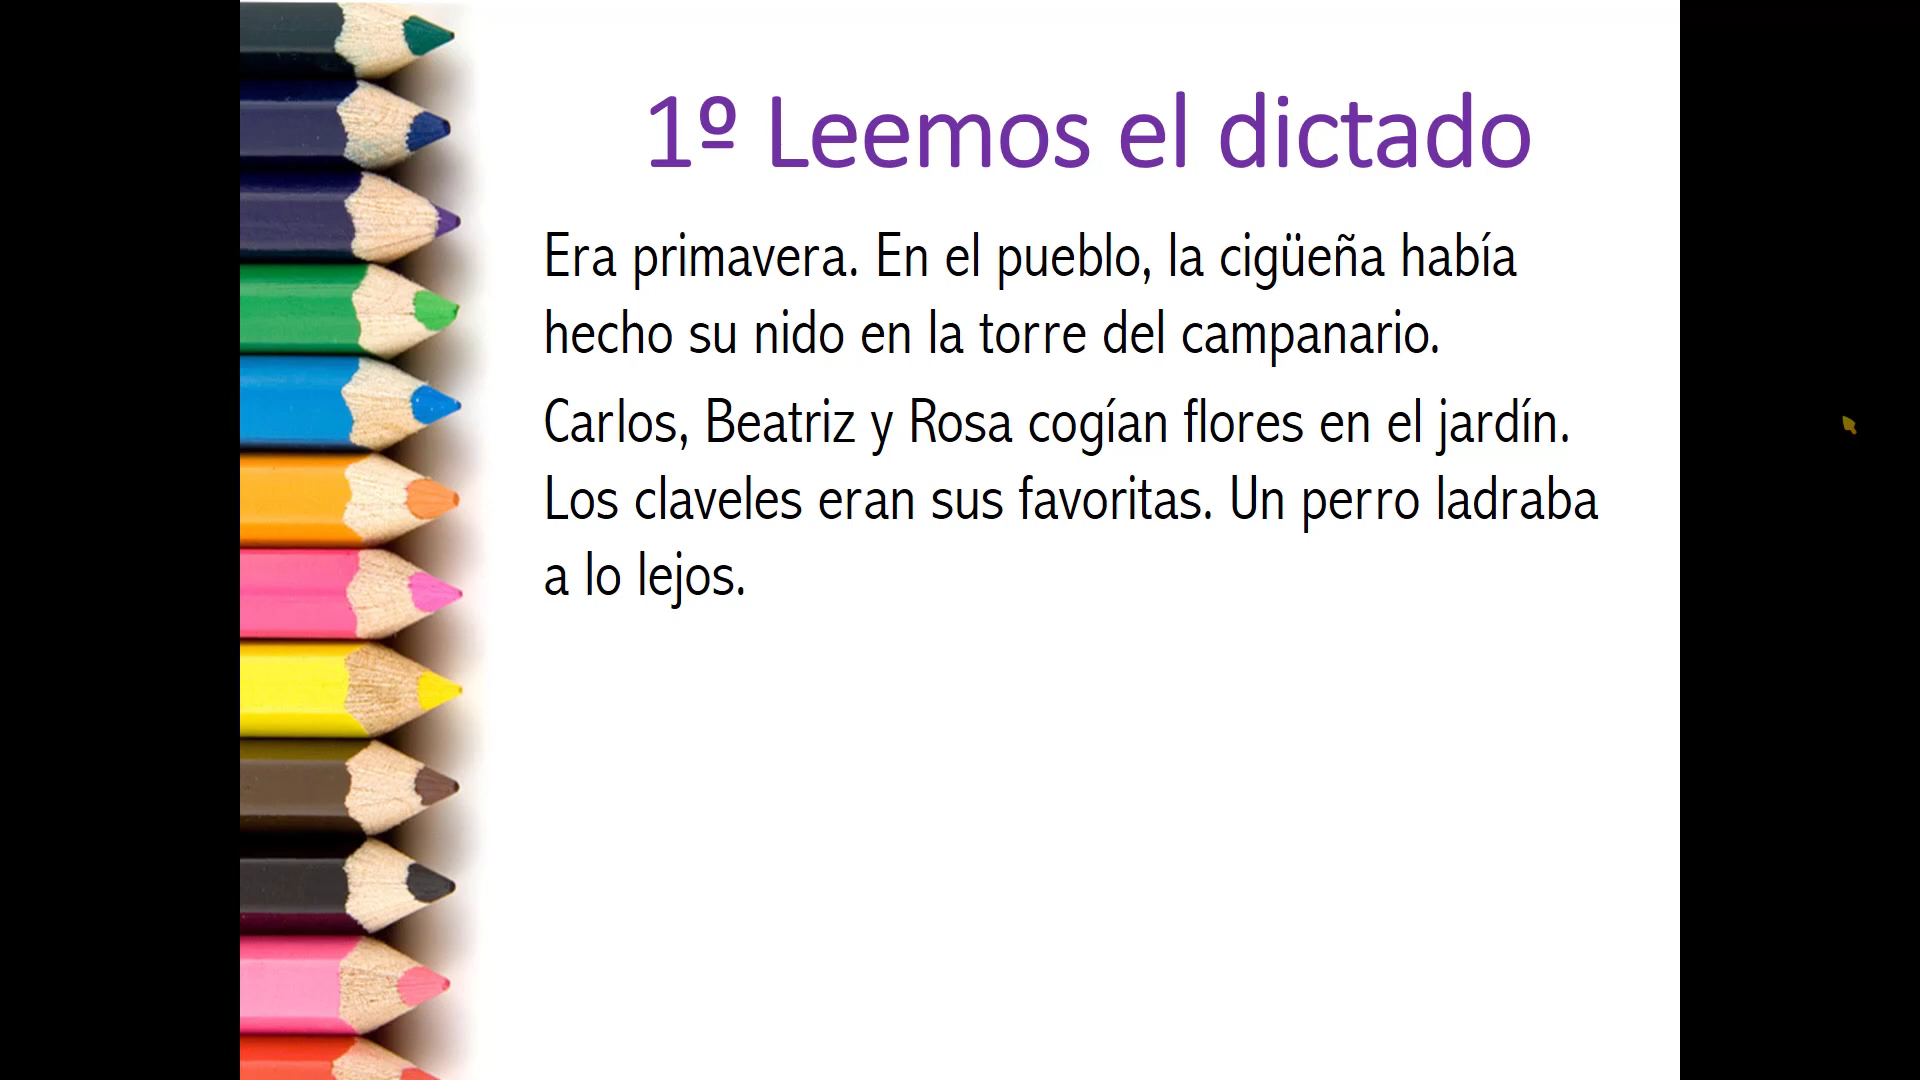 1º Leemos el dictado
Era primavera. En el pueblo, la cigüeña había
hecho su nido en la torre del campanario.
Carlos, Beatriz y Rosa cogían flores en el jardín.
Los claveles eran sus favoritas. Un perro ladraba
a lo lejos.